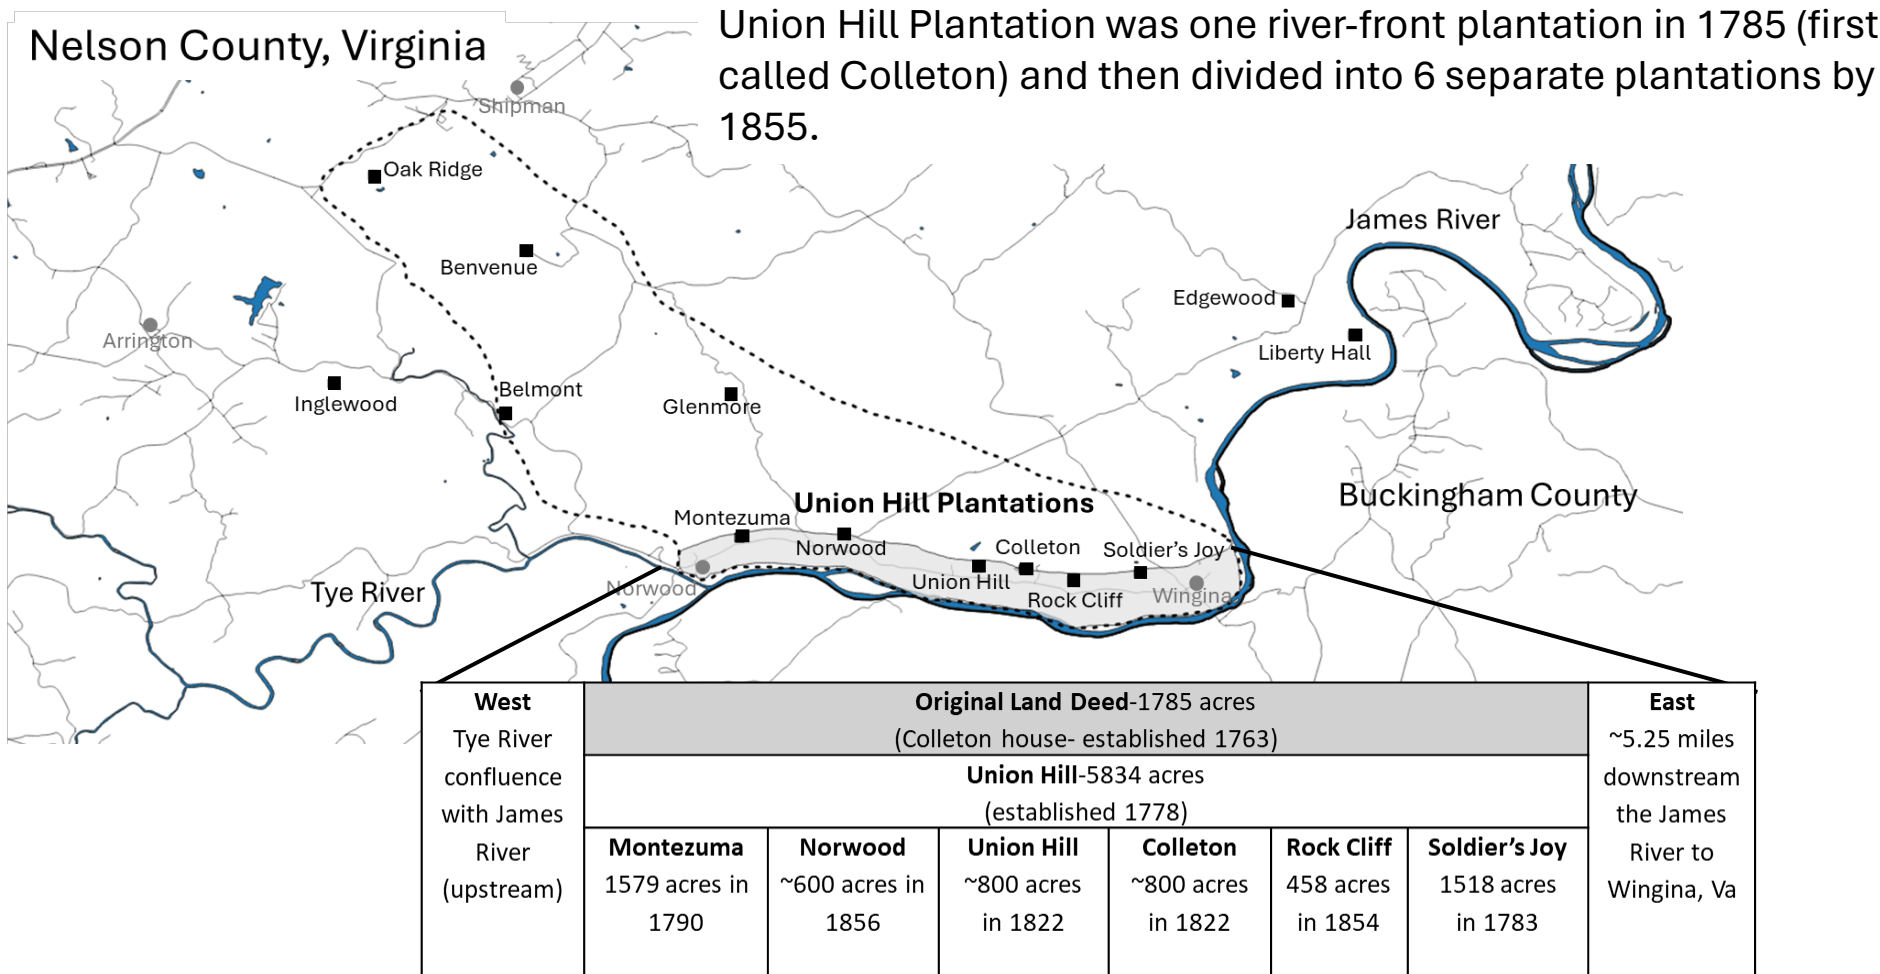 Nelson County, Virginia
Union Hill Plantation was one river-front plantation in 1785 (first
called Colleton) and then divided into 6 separate plantations by
1855.
Shipman
Oak Ridge
Benvenue
James River
Edgewood
Liberty Hall
Arrington
Inglewood
Belmont
Glenmore
Union Hill Plantations
Buckingham County
Montezuma
Norwood
Colleton
Soldier's Joy
Union Hill
Rock Cliff
Wingina
Norwood
Tye River
West
Tye River
confluence
with James
River
(upstream)
Original Land Deed-1785 acres
(Colleton house- established 1763)
Union Hill-5834 acres
(established 1778)
Montezuma
1579 acres in
1790
Norwood
~600 acres in
1856
Union Hill
~800 acres
in 1822
Colleton
~800 acres
in 1822
Rock Cliff
458 acres
in 1854
Soldier's Joy
1518 acres
in 1783
East
~5.25 miles
downstream
the James
River to
Wingina, Va